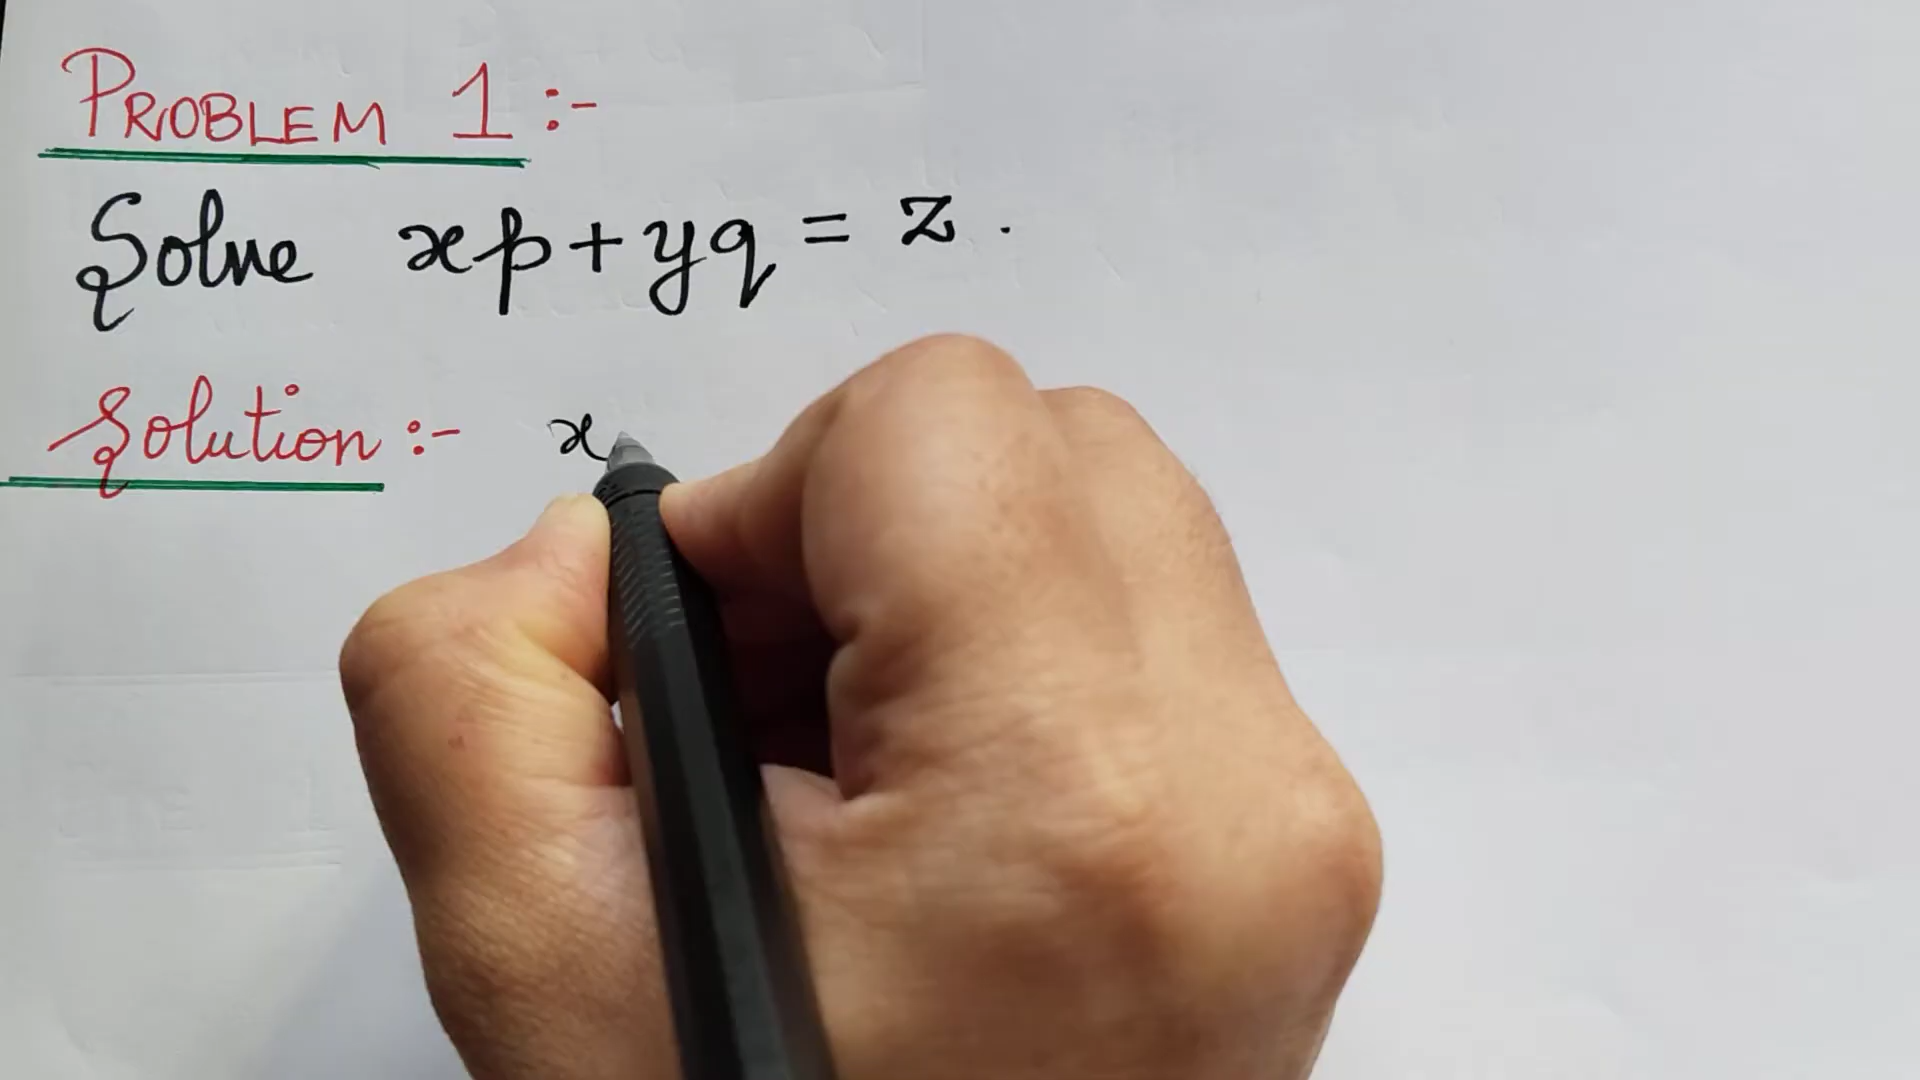 PROBLEM 1 :-
Solve xp + yq = z .
Solution :- x